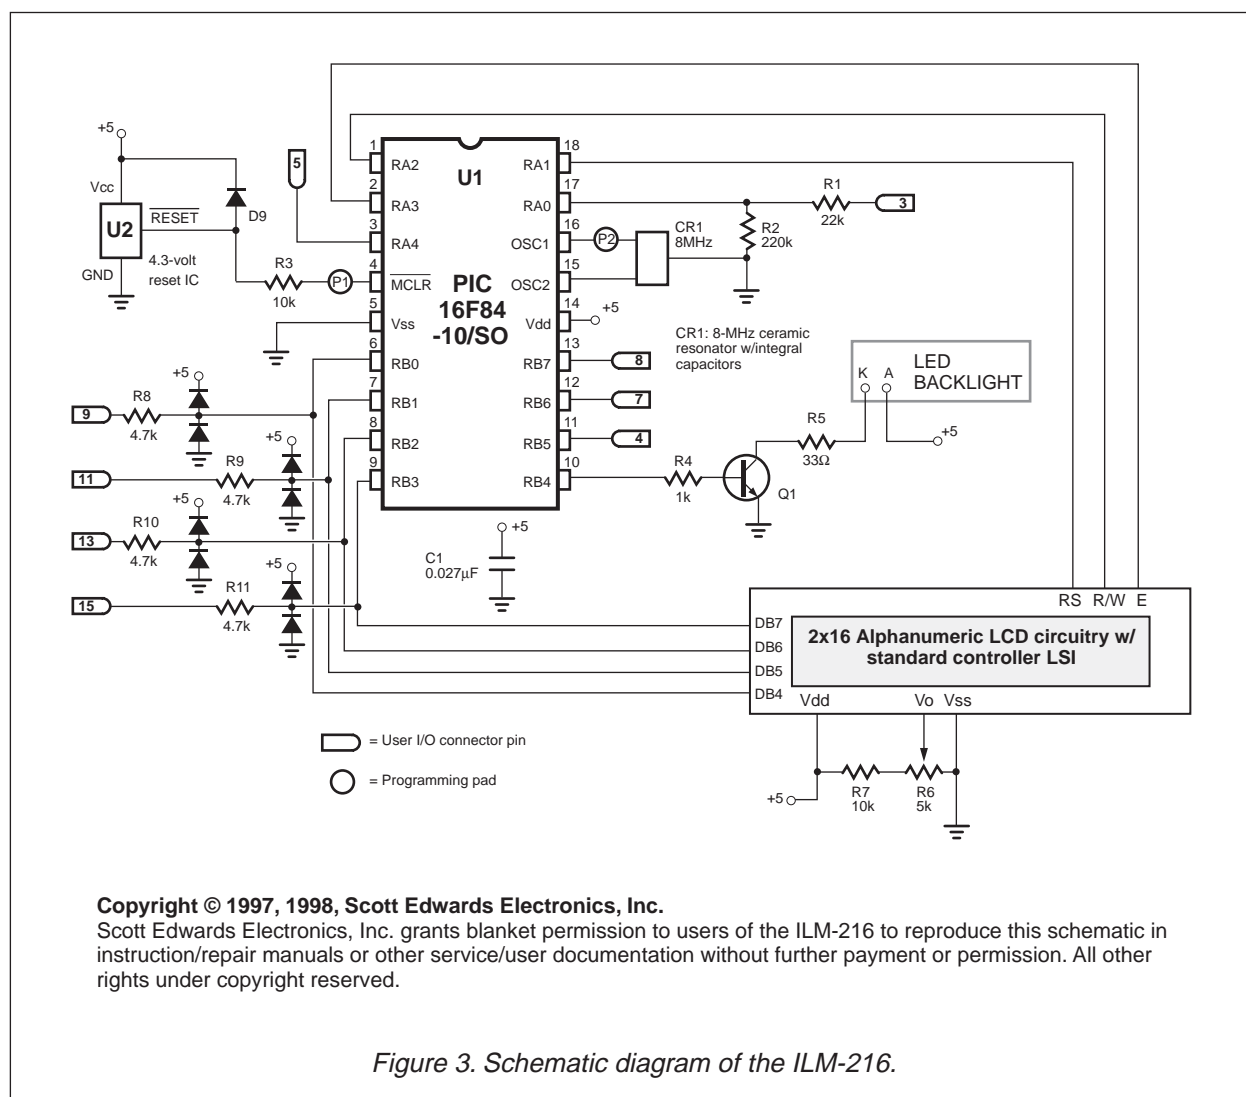 +5
Vcc
U2
RESET
GND
4.3-volt
reset IC
D9
R3
10k
P1
5
1
2
3
4
5
6
7
8
9
RA2
RA3
RA4
MCLR
Vss
RB0
RB1
RB2
RB3
U1
PIC
16F84
-10/SO
18
17
16
15
14
13
12
11
10
RA1
RA0
OSC1
OSC2
Vdd
RB7
RB6
RB5
RB4
P2
CR1
8MHz
R1
22k
3
R2
220k
+5
CR1: 8-MHz ceramic
resonator w/integral
capacitors
8
7
4
R4
1k
Q1
R5
33Ω
K A
LED
BACKLIGHT
+5
9
R8
4.7k
+5
11
R9
4.7k
+5
13
R10
4.7k
+5
15
R11
4.7k
+5
+5
C1
0.027µF
RS R/W E
DB7
DB6
DB5
DB4
2x16 Alphanumeric LCD circuitry w/
standard controller LSI
Vdd Vo Vss
+5
R7
10k
R6
5k
= User I/O connector pin
= Programming pad
Copyright © 1997, 1998, Scott Edwards Electronics, Inc.
Scott Edwards Electronics, Inc. grants blanket permission to users of the ILM-216 to reproduce this schematic in
instruction/repair manuals or other service/user documentation without further payment or permission. All other
rights under copyright reserved.
Figure 3. Schematic diagram of the ILM-216.